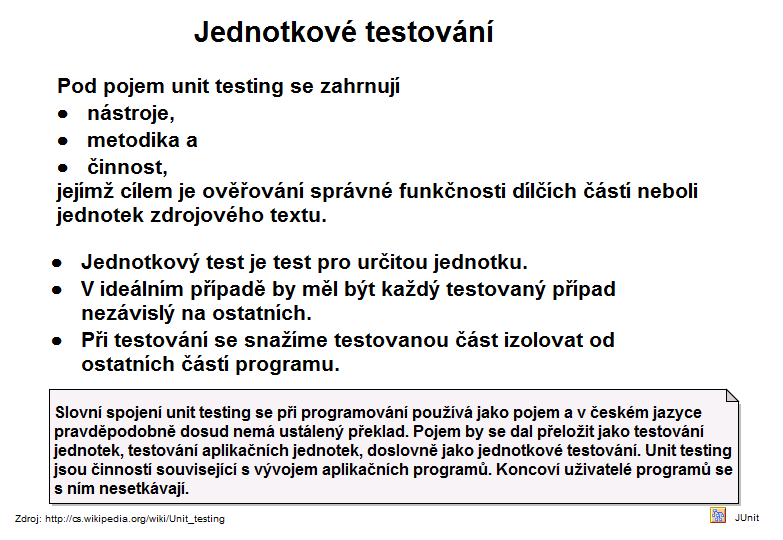 Jednotkové testování
Pod pojem unit testing se zahrnují
● nástroje,
● metodika a
● činnost,
jejímž cílem je ověřování správné funkčnosti dílčích částí neboli
jednotek zdrojového textu.
● Jednotkový test je test pro určitou jednotku.
● V ideálním případě by měl být každý testovaný případ
nezávislý na ostatních.
● Při testování se snažíme testovanou část izolovat od
ostatních částí programu.
Slovní spojení unit testing se při programování používá jako pojem a v českém jazyce
pravděpodobně dosud nemá ustálený překlad. Pojem by se dal přeložit jako testování
jednotek, testování aplikačních jednotek, doslovně jako jednotkové testování. Unit testing
jsou činností související s vývojem aplikačních programů. Koncoví uživatelé programů se
s ním nesetkávají.
Zdroj: http://cs.wikipedia.org/wiki/Unit_testing
JUnit